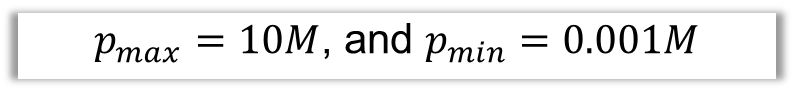 p_max = 10M, and p_min = 0.001M